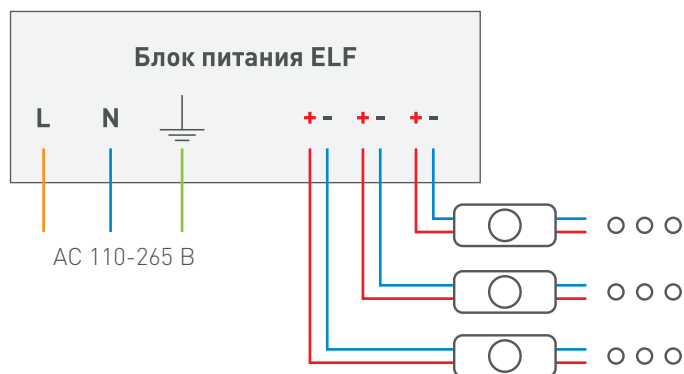 Блок питания ELF
L N + - + - + -
AC 110-265 В